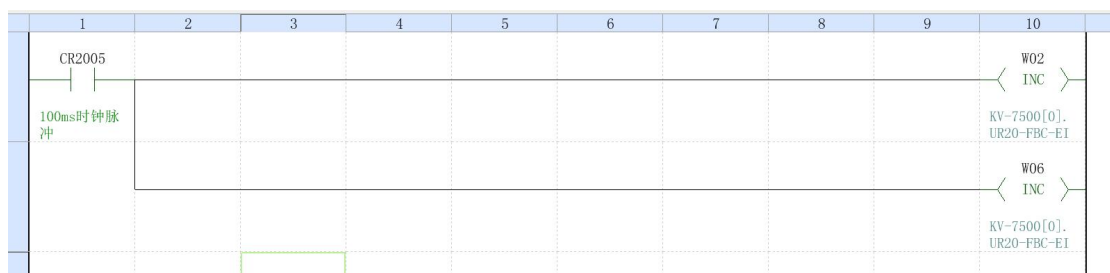 1 2 3 4 5 6 7 8 9 10
CR2005
W02
INC
100ms时钟脉
冲
KV-7500[0].
UR20-FBC-EI
W06
INC
KV-7500[0].
UR20-FBC-EI